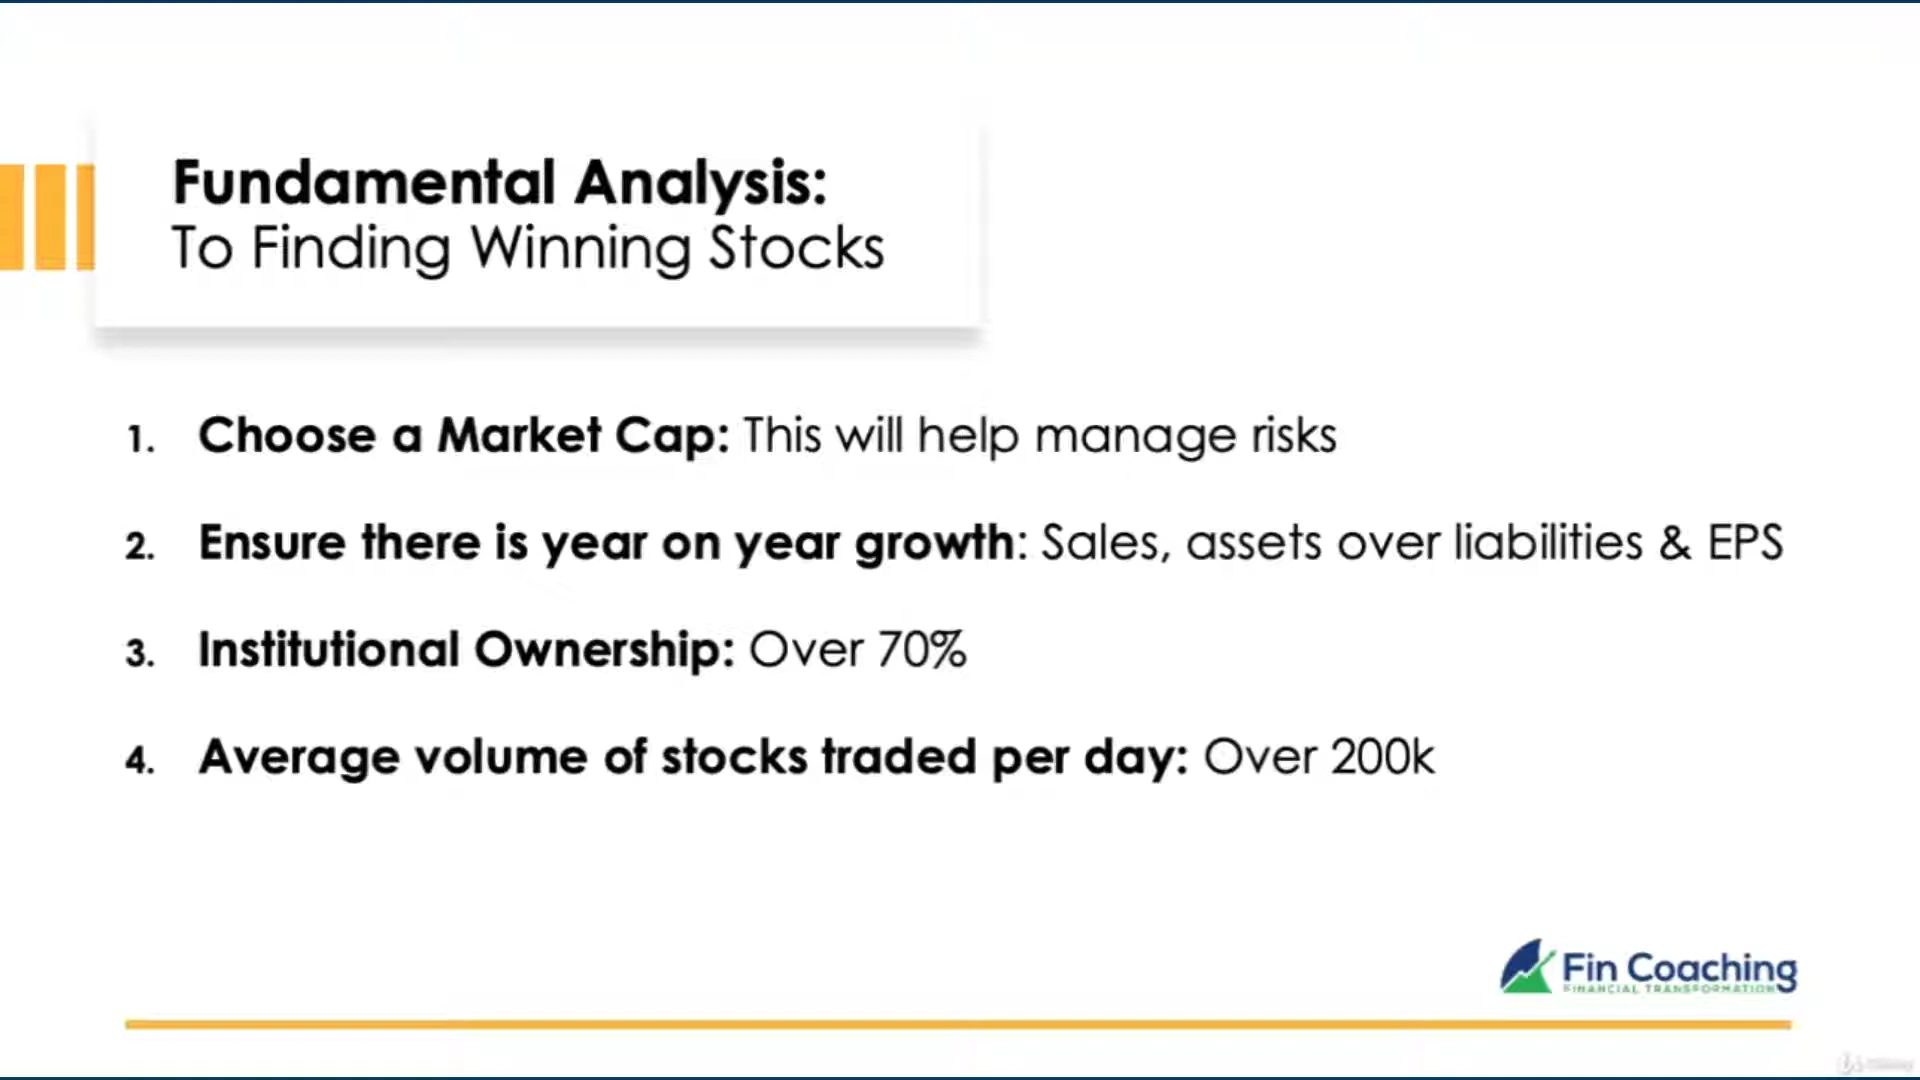 Fundamental Analysis:
To Finding Winning Stocks
1. Choose a Market Cap: This will help manage risks
2. Ensure there is year on year growth: Sales, assets over liabilities & EPS
3. Institutional Ownership: Over 70%
4. Average volume of stocks traded per day: Over 200k
Fin Coaching
FINANCIAL TRANSFORMATION